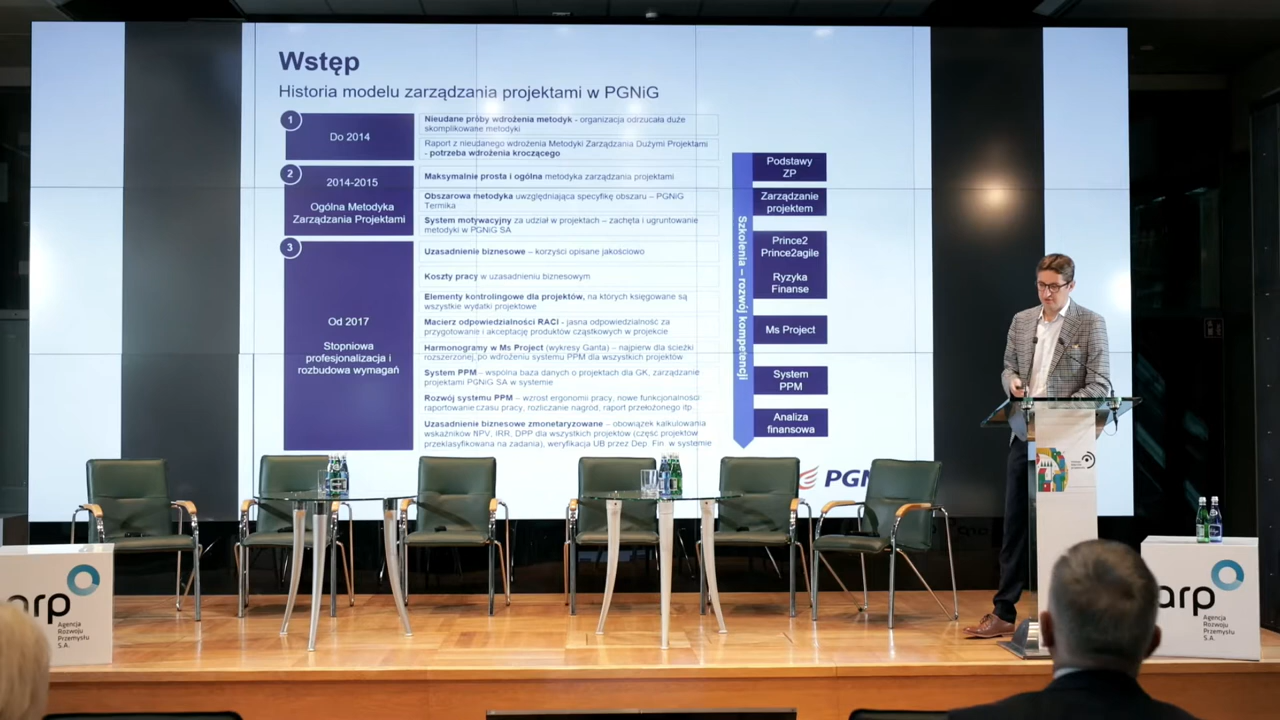 Wstęp
Historia modelu zarządzania projektami w PGNiG
1
Do 2014
Nieudane próby wdrożenia metodyk - organizacja odrzucała duże
skomplikowane metodyki
Raport z nieudanego wdrożenia Metodyki Zarządzania Dużymi Projektami
- potrzeba wdrożenia kroczącego
2
2014-2015
Ogólna Metodyka
Zarządzania Projektami
Maksymalnie prosta i ogólna metodyka zarządzania projektami
Obszarowa metodyka uwzględniająca specyfikę obszaru – PGNiG
Termika
System motywacyjny za udział w projektach – zachęta i ugruntowanie
metodyki w PGNiG SA
3
Od 2017
Stopniowa
profesjonalizacja i
rozbudowa wymagań
Uzasadnienie biznesowe – korzyści opisane jakościowo
Koszty pracy w uzasadnieniu biznesowym
Elementy kontrolingowe dla projektów, na których księgowane są
wszystkie wydatki projektowe
Macierz odpowiedzialności RACI - jasna odpowiedzialność za
przygotowanie i akceptację produktów cząstkowych w projekcie
Harmonogramy w Ms Project (wykresy Ganta) – najpierw dla ścieżki
rozszerzonej, po wdrożeniu systemu PPM dla wszystkich projektów
System PPM – wspólna baza danych o projektach dla GK, zarządzanie
projektami PGNiG SA w systemie
Rozwój systemu PPM – wzrost ergonomii pracy, nowe funkcjonalności:
raportowanie czasu pracy, rozliczanie nagród, raport przełożonego itp
Uzasadnienie biznesowe zmonetaryzowane – obowiązek kalkulowania
wskaźników NPV, IRR, DPP dla wszystkich projektów (część projektów
przeklasyfikowana na zadania), weryfikacja UB przez Dep. Fin. w systemie
Szkolenia – rozwój kompetencji
Podstawy
ZP
Zarządzanie
projektem
Prince2
Prince2agile
Ryzyka
Finanse
Ms Project
System
PPM
Analiza
finansowa
PGN
arp
Agencja
Rozwoju
Przemysłu
S.A.
arp
Agencja
Rozwoju
Przemysłu
S.A.